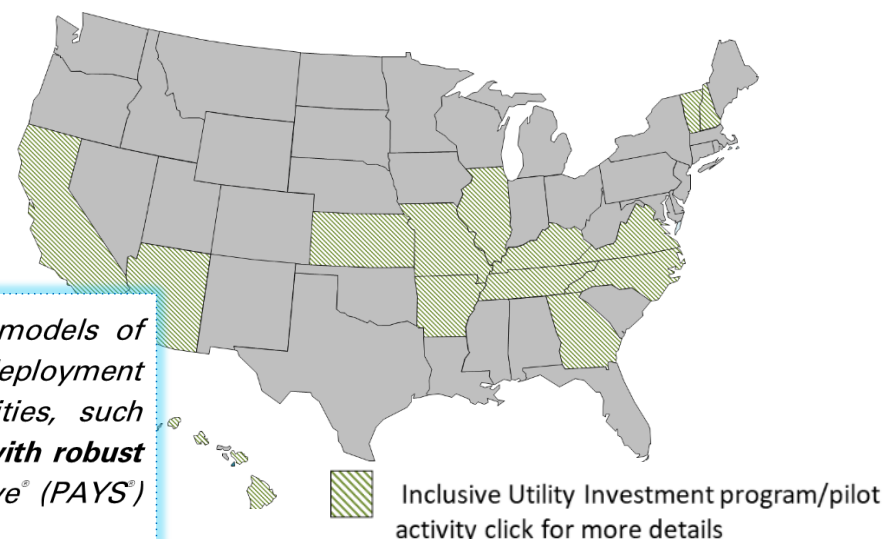 models of
deployment
ities, such
with robust
ve® (PAYS®)
Inclusive Utility Investment program/pilot
activity click for more details